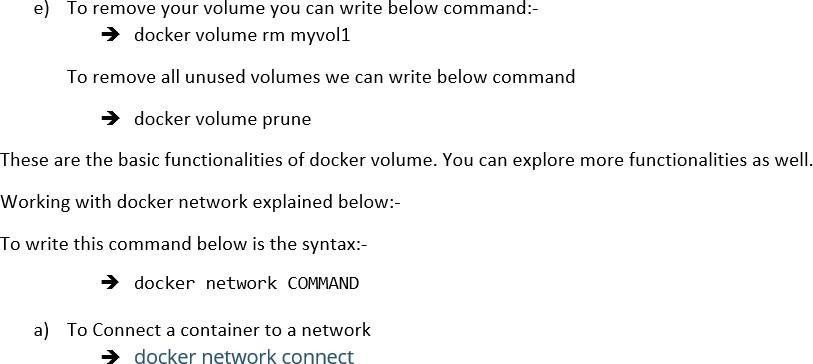 e) To remove your volume you can write below command:-
➔ docker volume rm myvol1
To remove all unused volumes we can write below command
➔ docker volume prune
These are the basic functionalities of docker volume. You can explore more functionalities as well.
Working with docker network explained below:-
To write this command below is the syntax:-
➔ docker network COMMAND
a) To Connect a container to a network
➔ docker network connect